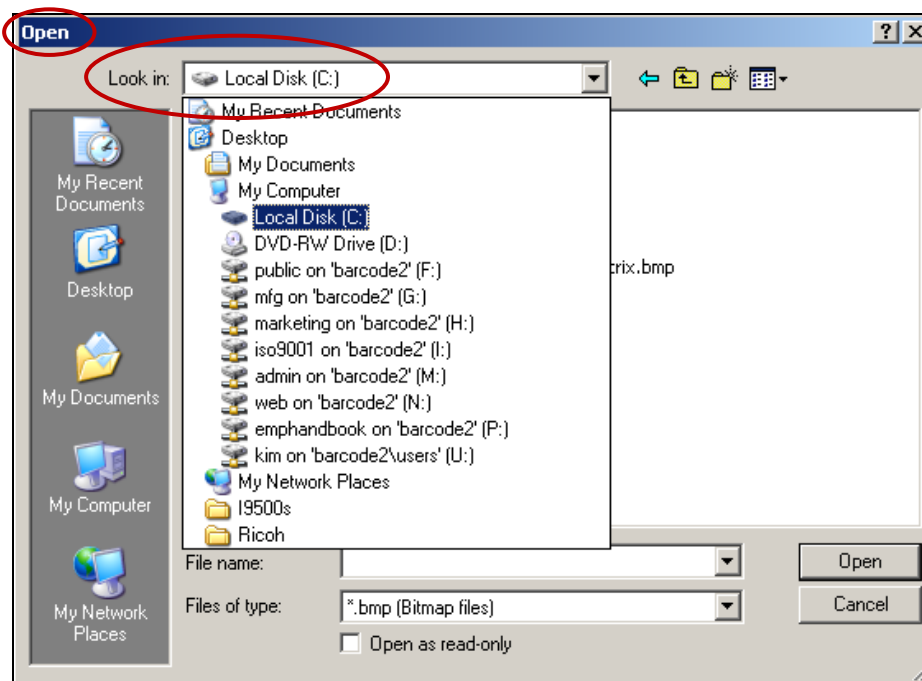 Open
Look in: Local Disk (C:)
My Recent Documents
Desktop
My Documents
My Computer
Local Disk (C:)
DVD-RW Drive (D:)
public on 'barcode2' (F:)
mfg on 'barcode2' (G:)
marketing on 'barcode2' (H:)
iso9001 on 'barcode2' (I:)
admin on 'barcode2' (M:)
web on 'barcode2' (N:)
emphandbook on 'barcode2' (P:)
kim on 'barcode2\users' (U:)
My Network Places
I9500s
Ricoh
trix.bmp
My Recent
Documents
Desktop
My Documents
My Computer
My Network
Places
File name:
Open
Files of type: *.bmp (Bitmap files)
Cancel
Open as read-only